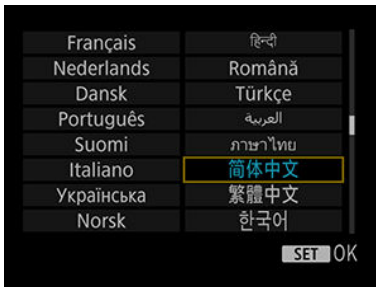 Français हिन्दी
Nederlands Română
Dansk Türkçe
Português العربية
Suomi ภาษาไทย
Italiano 简体中文
Українська 繁體中文
Norsk 한국어
SET OK